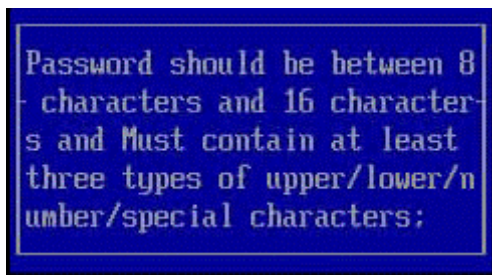 Password should be between 8
- characters and 16 character-
s and Must contain at least
three types of upper/lower/n
umber/special characters;